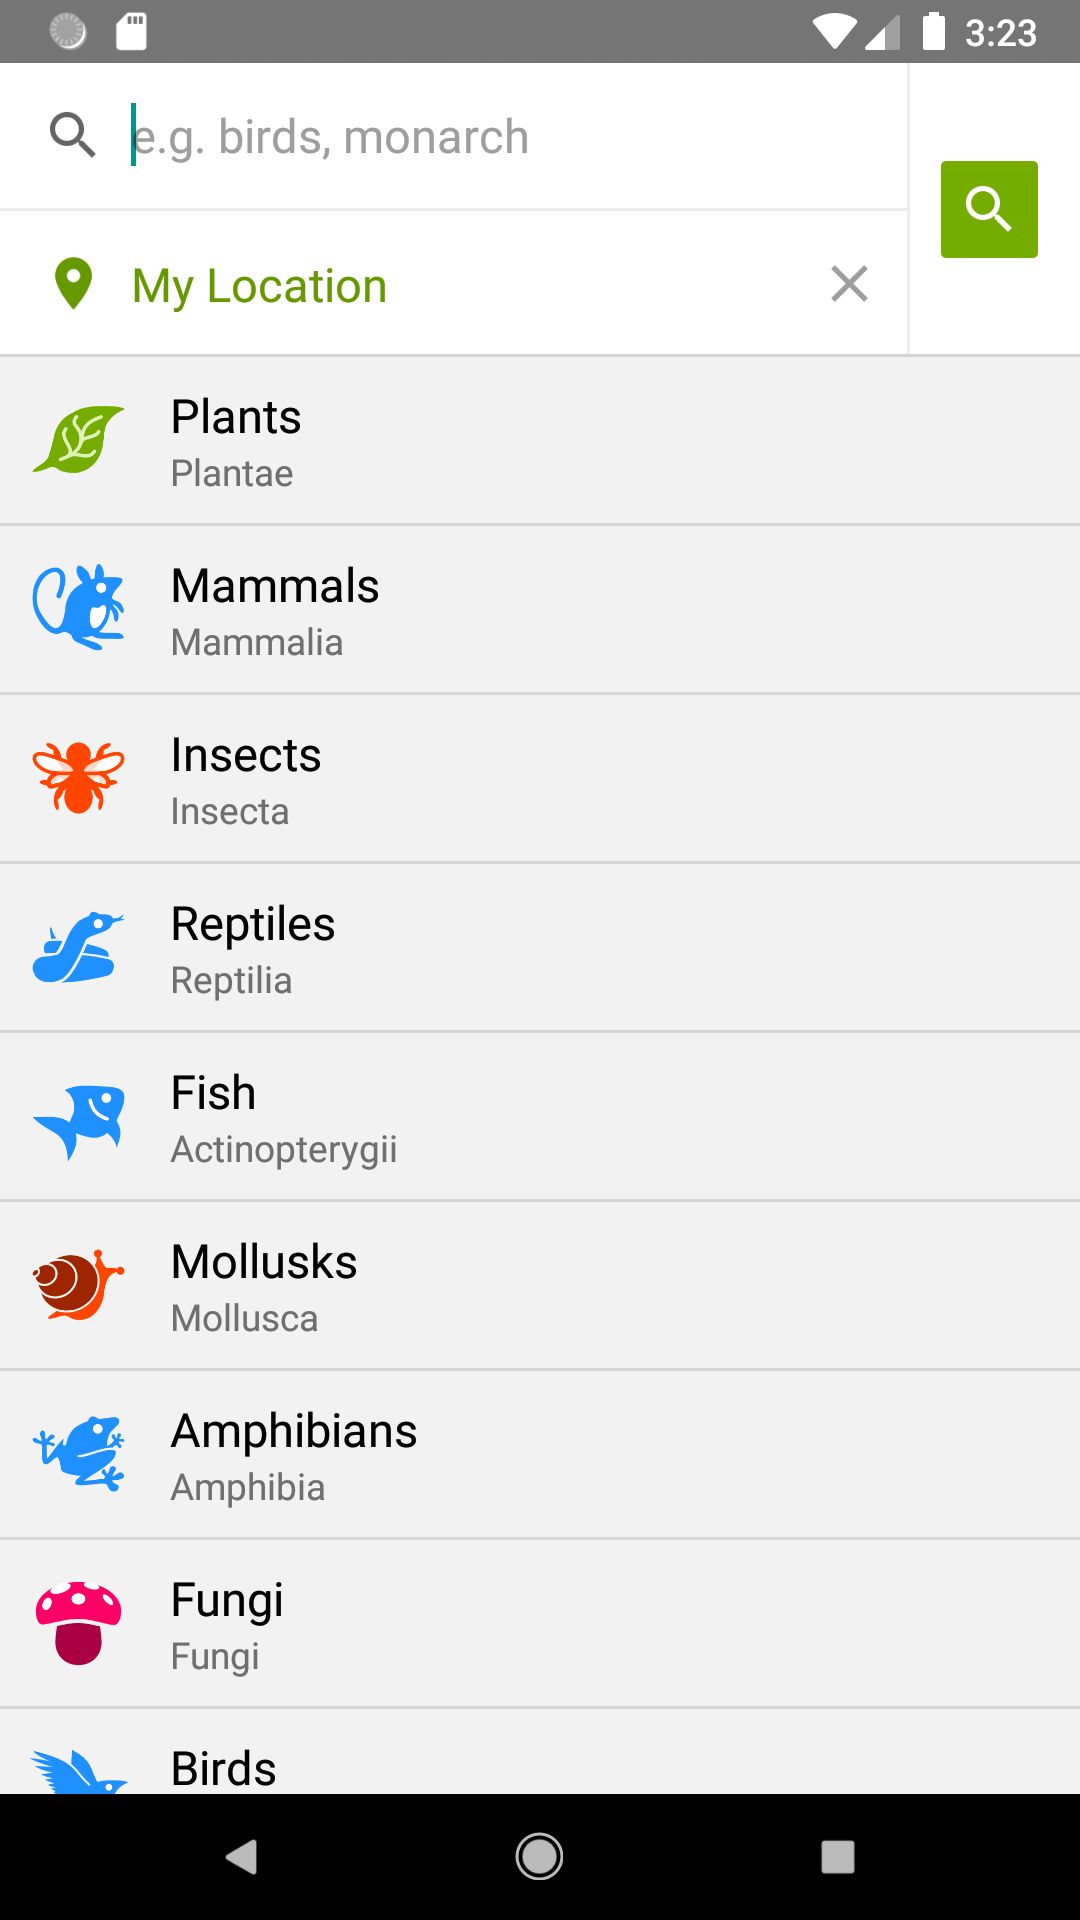 3:23
e.g. birds, monarch
My Location
Plants
Plantae
Mammals
Mammalia
Insects
Insecta
Reptiles
Reptilia
Fish
Actinopterygii
Mollusks
Mollusca
Amphibians
Amphibia
Fungi
Fungi
Birds